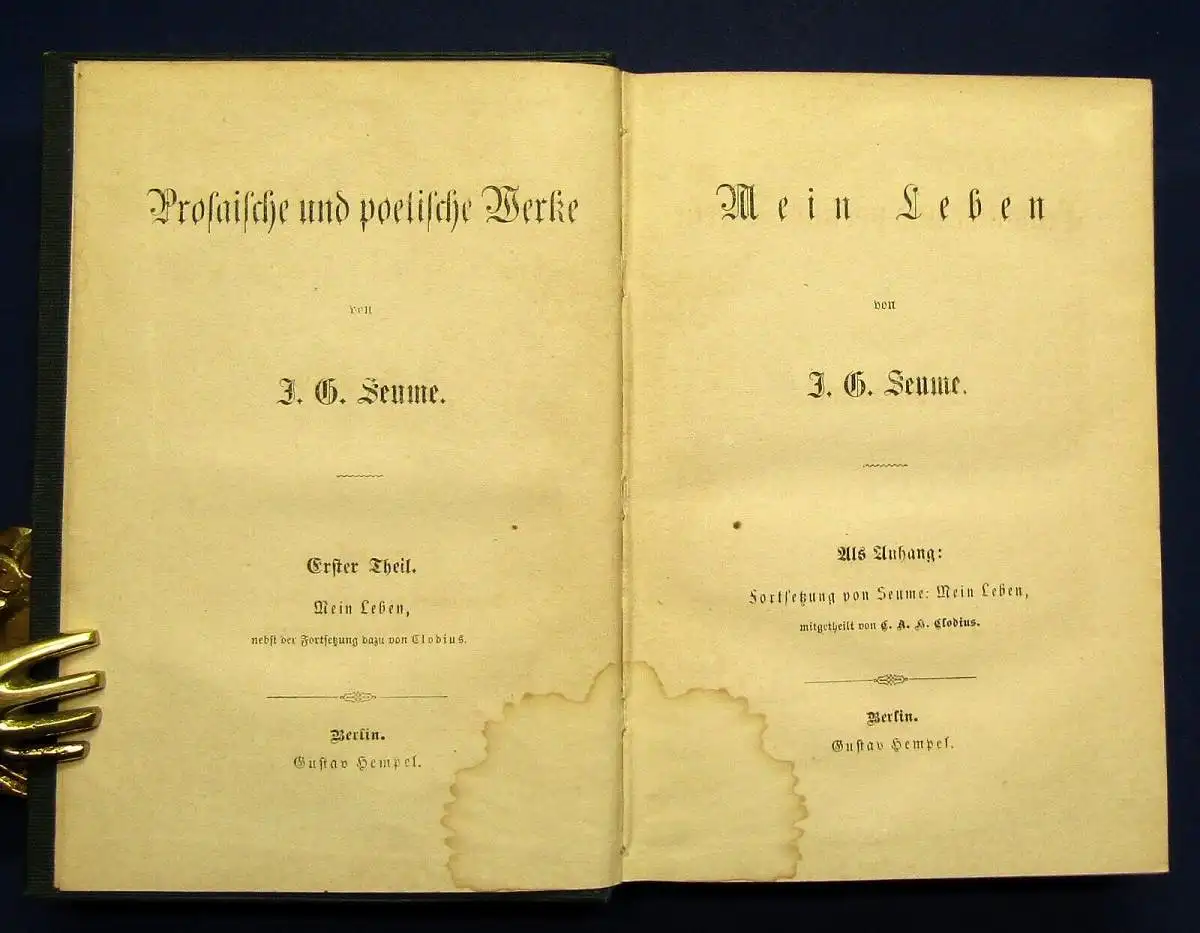 Prosaische und poetische Werke
von
J. G. Seume.
Erster Theil.
Mein Leben,
nebst der Fortsetzung dazu von Clodius.
Berlin.
Gustav Hempel.
Mein Leben
von
J. G. Seume.
Als Anhang:
Fortsetzung von Seume: Mein Leben,
mitgetheilt von C. A. H. Clodius.
Berlin.
Gustav Hempel.